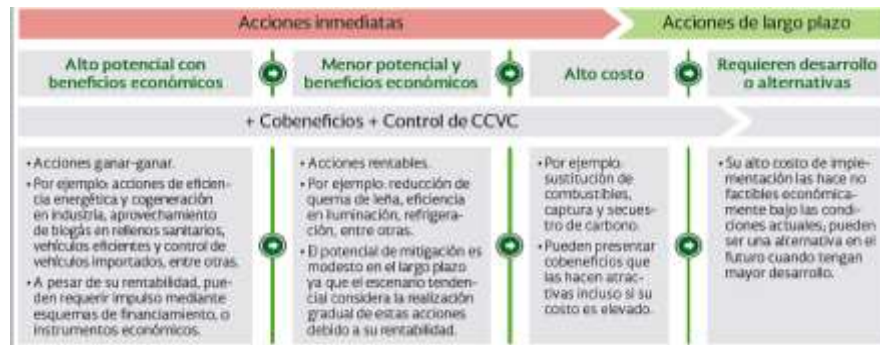 Acciones inmediatas
Acciones de largo plazo
Alto potencial con
beneficios económicos
Menor potencial y
beneficios económicos
Alto costo
Requieren desarrollo
o alternativas
+ Cobeneficios + Control de CCVC
• Acciones ganar-ganar.
• Por ejemplo: acciones de eficien-
cia energética y cogeneración
en industria, aprovechamiento
de biogás en rellenos sanitarios,
vehículos eficientes y control de
vehículos importados, entre otras.
• A pesar de su rentabilidad, pue-
den requerir impulso mediante
esquemas de financiamiento, o
instrumentos económicos.
• Acciones rentables.
• Por ejemplo: reducción de
quema de leña, eficiencia
en iluminación, refrigera-
ción, entre otras.
• El potencial de mitigación es
modesto en el largo plazo
ya que el escenario tenden-
cial considera la realización
gradual de estas acciones
debido a su rentabilidad.
• Por ejemplo:
sustitución de
combustibles,
captura y secues-
tro de carbono.
• Pueden presentar
cobeneficios que
las hacen atrac-
tivas incluso si su
costo es elevado.
• Su alto costo de imple-
mentación las hace no
factibles económica-
mente bajo las condi-
ciones actuales; pueden
ser una alternativa en el
futuro cuando tengan
mayor desarrollo.